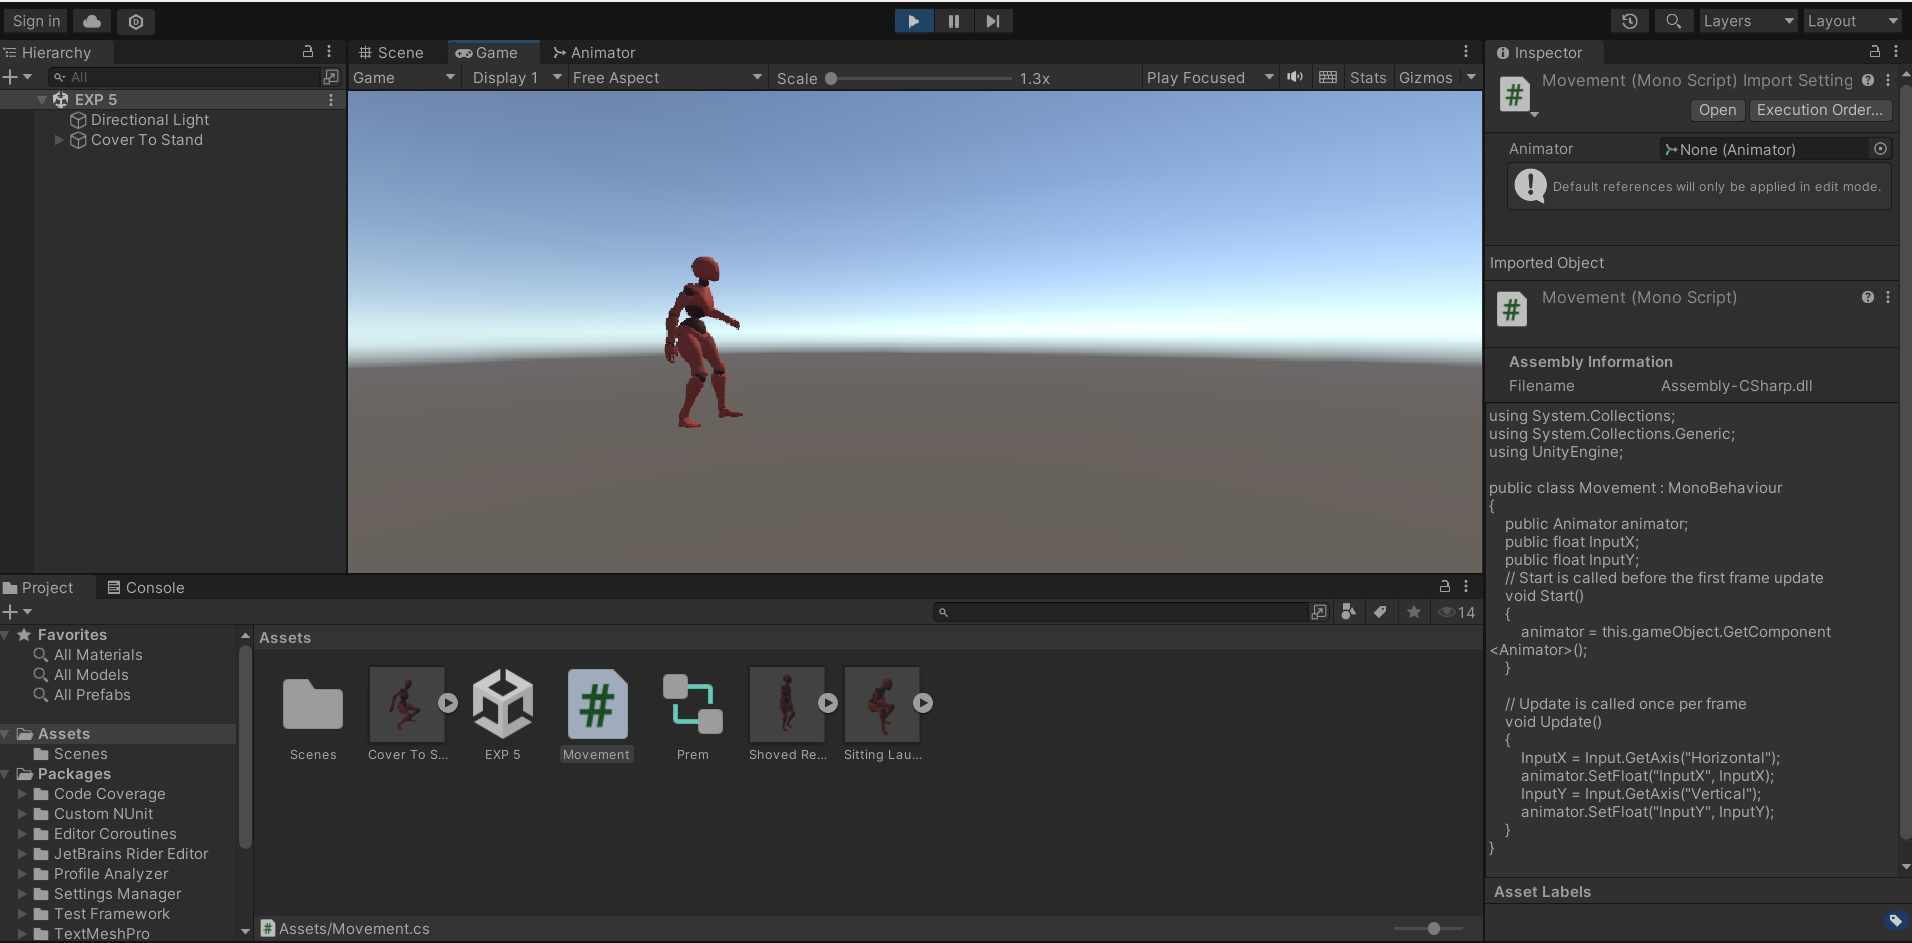 Sign in
Layers
Layout
Hierarchy
All
EXP 5
Directional Light
Cover To Stand
Scene
Game
Animator
Game
Display 1
Free Aspect
Scale
1.3x
Play Focused
Stats
Gizmos
Inspector
Movement (Mono Script) Import Setting
Open
Execution Order...
Animator
None (Animator)
Default references will only be applied in edit mode.
Imported Object
Movement (Mono Script)
Assembly Information
Filename
Assembly-CSharp.dll
using System.Collections;
using System.Collections.Generic;
using UnityEngine;
public class Movement : MonoBehaviour
{
public Animator animator;
public float InputX;
public float InputY;
// Start is called before the first frame update
void Start()
{
animator = this.gameObject.GetComponent
<Animator>();
}
// Update is called once per frame
void Update()
{
InputX = Input.GetAxis("Horizontal");
animator.SetFloat("InputX", InputX);
InputY = Input.GetAxis("Vertical");
animator.SetFloat("InputY", InputY);
}
}
Asset Labels
Project
Console
14
Favorites
All Materials
All Models
All Prefabs
Assets
Scenes
Packages
Code Coverage
Custom NUnit
Editor Coroutines
JetBrains Rider Editor
Profile Analyzer
Settings Manager
Test Framework
TextMeshPro
Assets
Scenes
Cover To S...
EXP 5
Movement
Prem
Shoved Re...
Sitting Lau...
Assets/Movement.cs